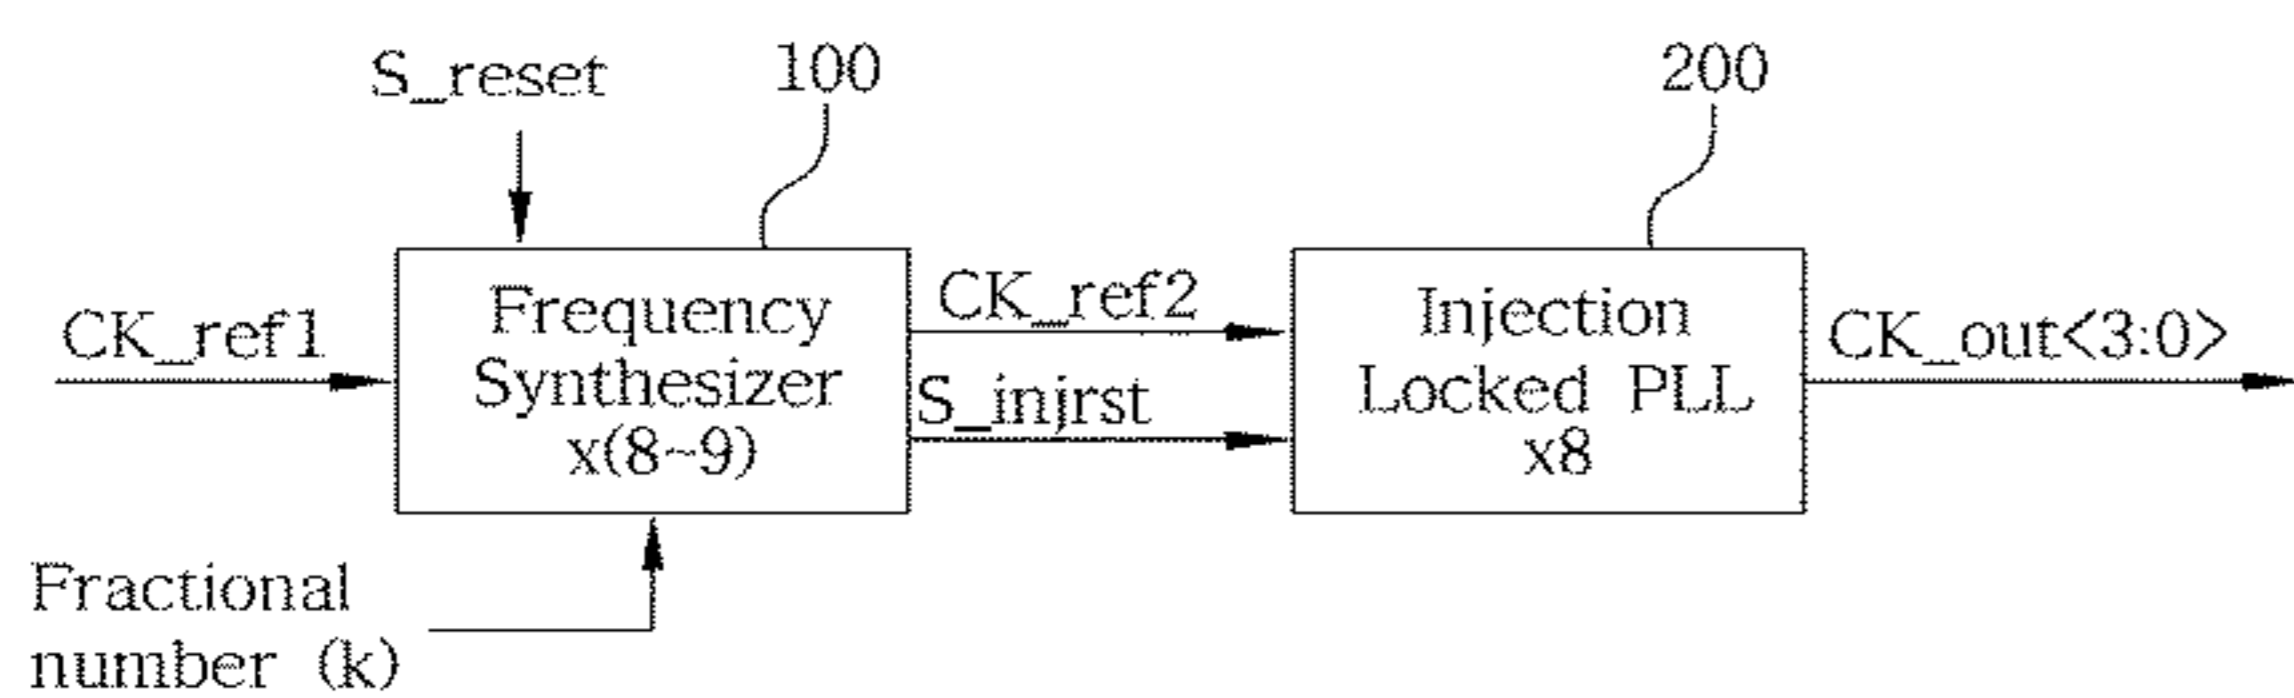 S_reset
100
200
CK_ref1
Frequency
Synthesizer
x(8~9)
CK_ref2
S_injrst
Injection
Locked PLL
x8
CK_out<3:0>
Fractional
number (k)